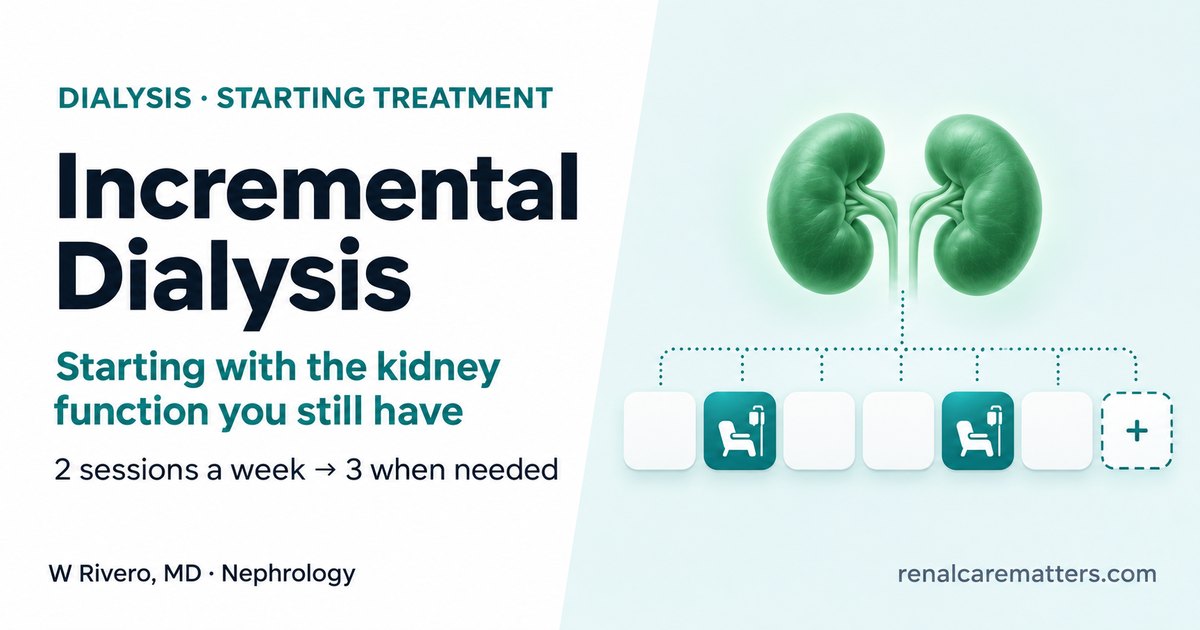 DIALYSIS · STARTING TREATMENT
Incremental
Dialysis
Starting with the kidney
function you still have
2 sessions a week → 3 when needed
+
W Rivero, MD · Nephrology
renalcarematters.com